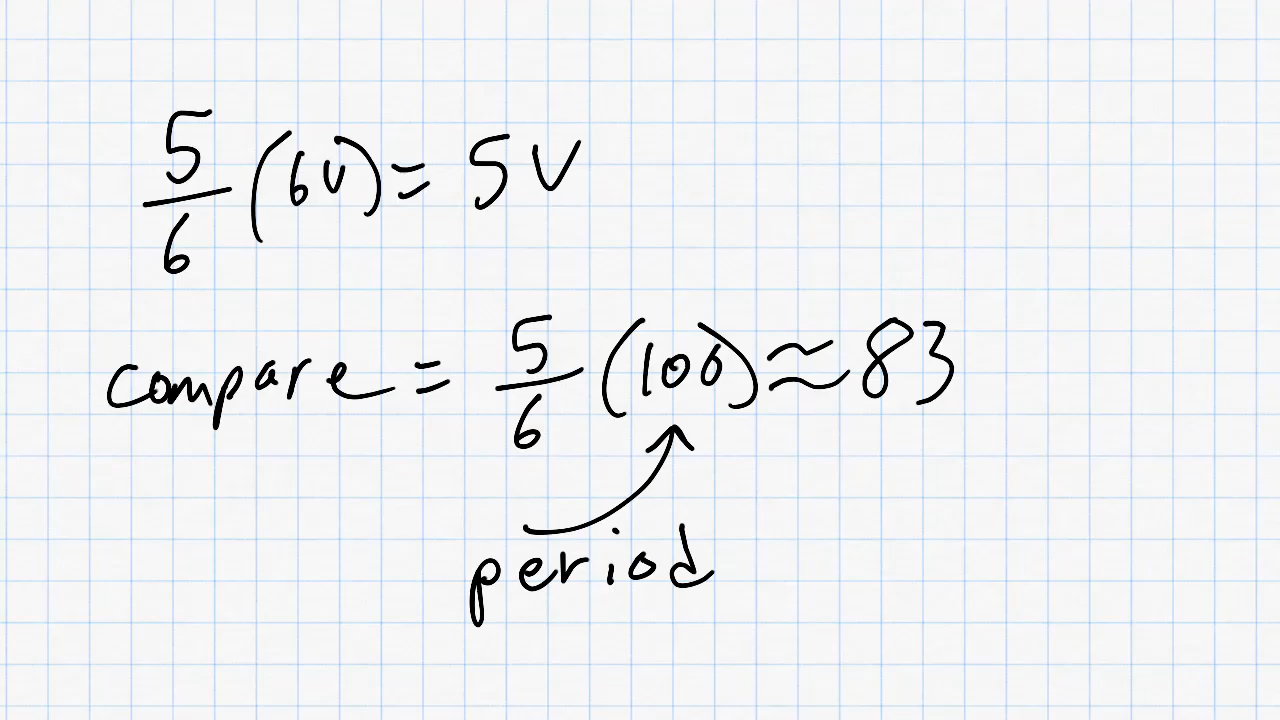 5/6 (6V) = 5V
compare = 5/6 (100) ≈ 83
period